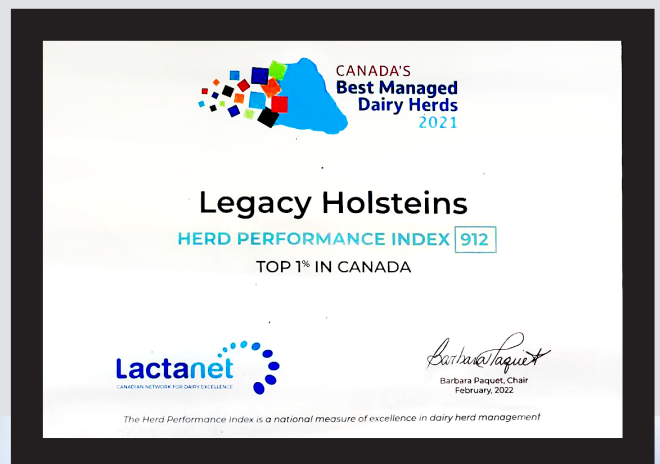 CANADA'S
Best Managed
Dairy Herds
2021
Legacy Holsteins
HERD PERFORMANCE INDEX 912
TOP 1% IN CANADA
Lactanet
CANADIAN NETWORK FOR DAIRY EXCELLENCE
Barbara Paquet
Barbara Paquet, Chair
February, 2022
The Herd Performance Index is a national measure of excellence in dairy herd management